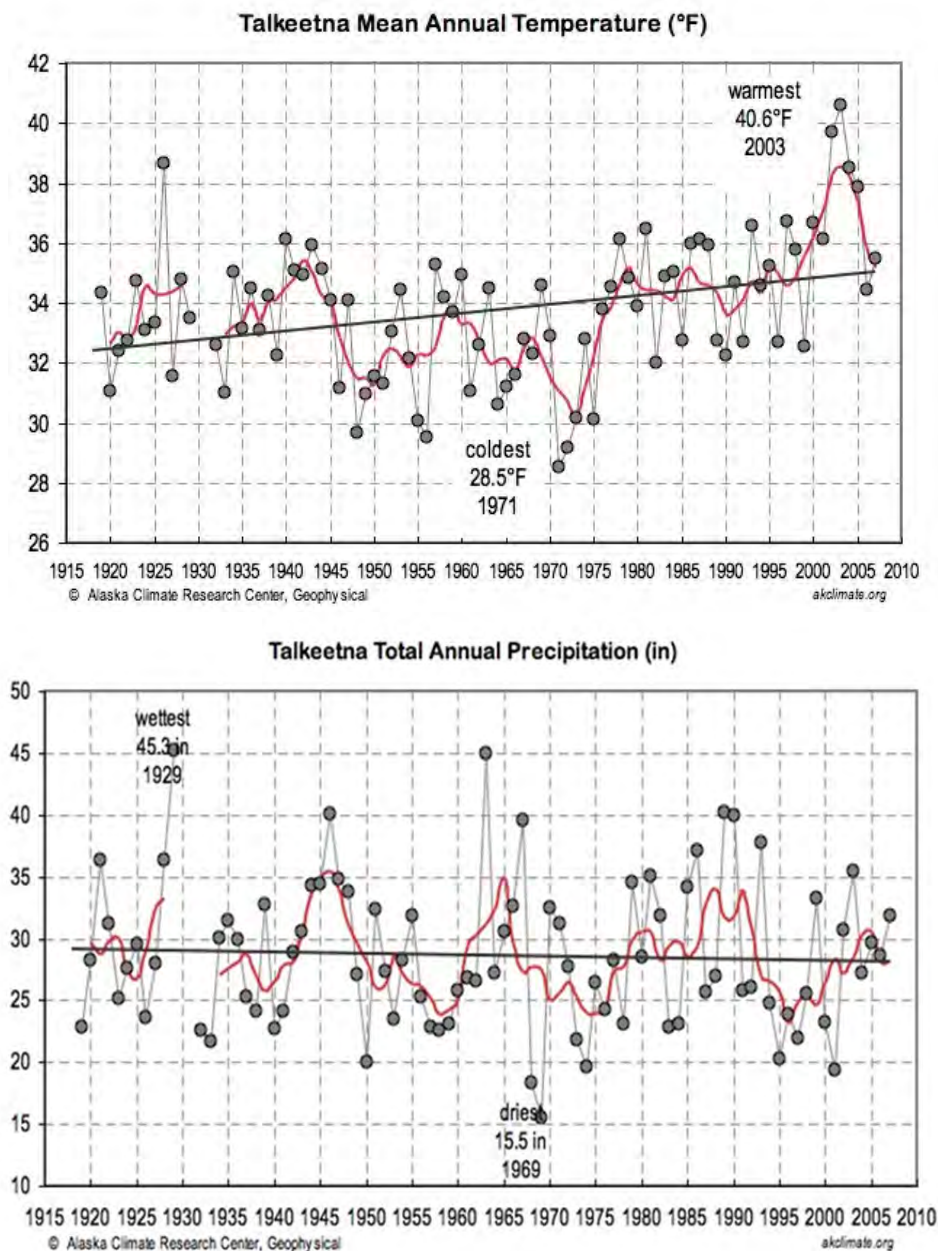 Talkeetna Mean Annual Temperature (°F)
42
40
38
36
34
32
30
28
26
warmest
40.6°F
2003
coldest
28.5°F
1971
1915 1920 1925 1930 1935 1940 1945 1950 1955 1960 1965 1970 1975 1980 1985 1990 1995 2000 2005 2010
© Alaska Climate Research Center, Geophysical
akclimate.org
Talkeetna Total Annual Precipitation (in)
50
45
40
35
30
25
20
15
10
wettest
45.3 in
1929
driest
15.5 in
1969
1915 1920 1925 1930 1935 1940 1945 1950 1955 1960 1965 1970 1975 1980 1985 1990 1995 2000 2005 2010
© Alaska Climate Research Center, Geophysical
akclimate.org